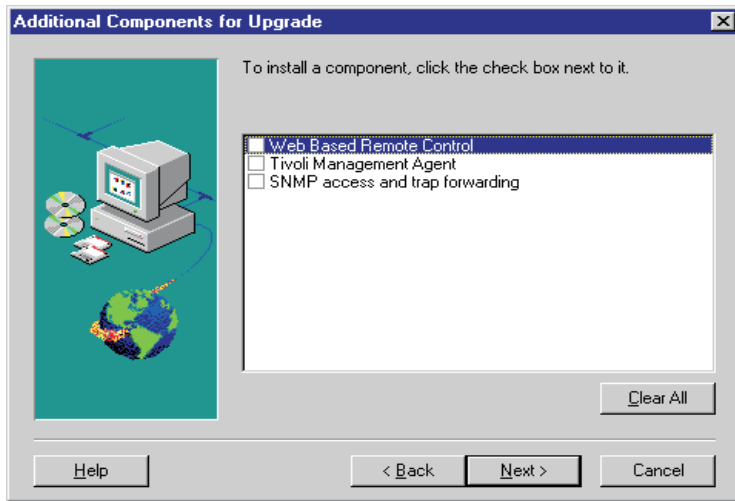 Additional Components for Upgrade
To install a component, click the check box next to it.
Web Based Remote Control
Tivoli Management Agent
SNMP access and trap forwarding
Clear All
Help
< Back
Next >
Cancel